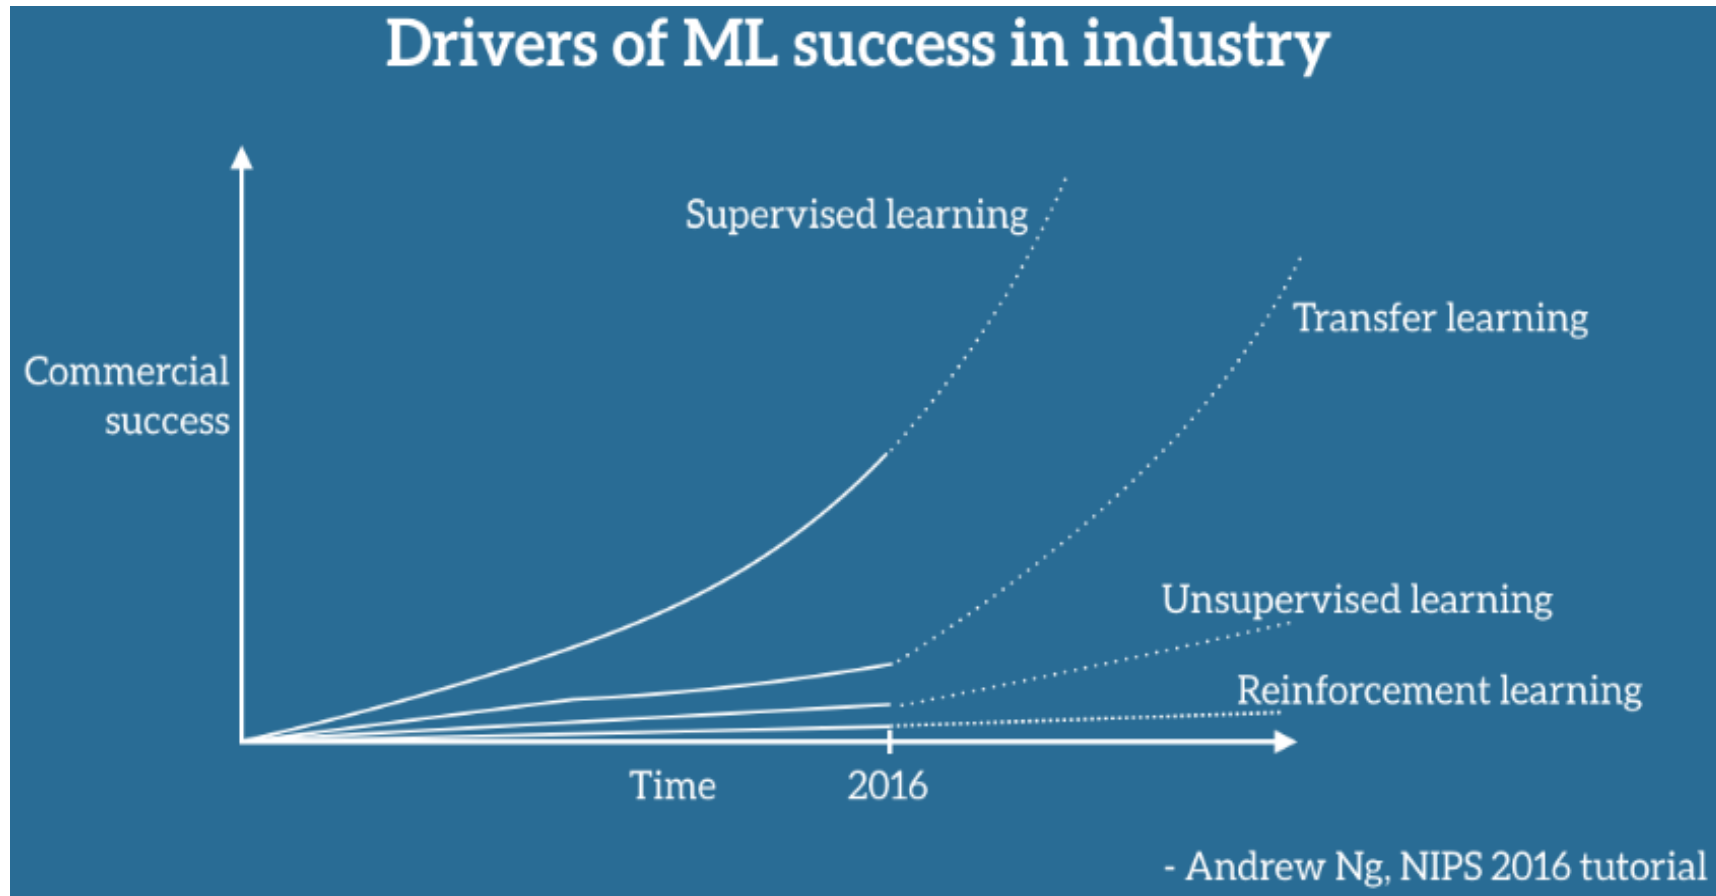 Drivers of ML success in industry
Supervised learning
Transfer learning
Commercial
success
Unsupervised learning
Reinforcement learning
Time
2016
- Andrew Ng, NIPS 2016 tutorial